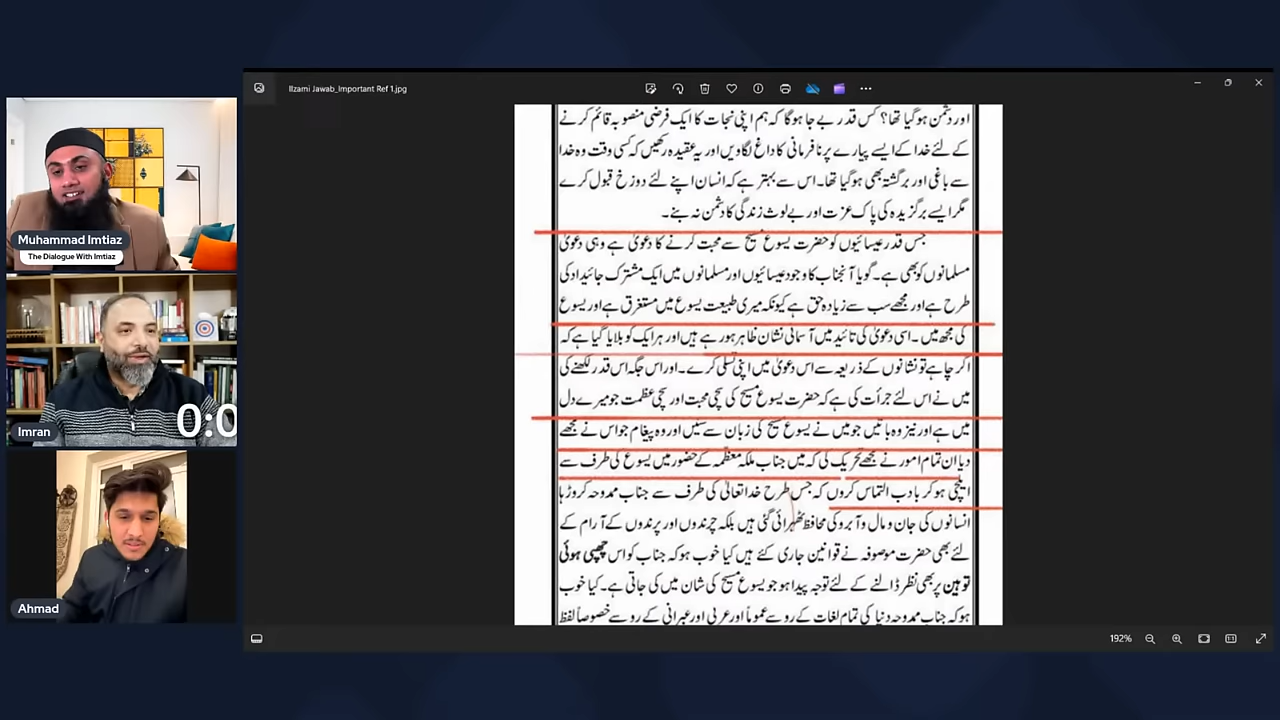 Ilzami Jawab_Important Ref 1.jpg
اور دشمن ہوگیا تھا؟ کس قدر بے جا ہوگا کہ ہم اپنی نجات کا ایک فرضی منصوبہ قائم کرنے
کے لئے خدا کے ایسے پیارے پر نافرمانی کا داغ لگاویں اور یہ عقیدہ رکھیں کہ کسی وقت وہ خدا
سے باغی اور برگشتہ بھی ہوگیا تھا۔ اس سے بہتر ہے کہ انسان اپنے لئے دوزخ قبول کرے
مگر ایسے برگزیدہ کی پاک عزت اور بے لوث زندگی کا دشمن نہ بنے۔
جس قدر عیسائیوں کو حضرت یسوع مسیح سے محبت کرنے کا دعویٰ ہے وہی دعویٰ
مسلمانوں کو بھی ہے۔ گویا آنجناب کا وجود عیسائیوں اور مسلمانوں میں ایک مشترک جائیداد کی
طرح ہے اور مجھے سب سے زیادہ حق ہے کیونکہ میری طبیعت یسوع میں مستغرق ہے اور یسوع
کی مجھ میں۔ اسی دعویٰ کی تائید میں آسمانی نشان ظاہر ہورہے ہیں اور ہر ایک کو بلایا گیا ہے کہ
اگر چاہے تو نشانوں کے ذریعہ سے اس دعویٰ میں اپنی تسلی کرے۔ اور اس جگہ اس قدر لکھنے کی
میں نے اس لئے جرأت کی ہے کہ حضرت یسوع مسیح کی سچی محبت اور سچی عظمت جو میرے دل
میں ہے اور نیز وہ باتیں جو میں نے یسوع مسیح کی زبان سے سنیں اور وہ پیغام جو اس نے مجھے
دیا ان تمام امور نے مجھے تحریک کی کہ میں جناب ملکہ معظمہ کے حضور میں یسوع کی طرف سے
ایلچی ہوکر بادب التماس کروں کہ جس طرح خدا تعالیٰ کی طرف سے جناب ممدوحہ کروڑہا
انسانوں کی جان و مال و آبرو کی محافظ ٹھہرائی گئی ہیں بلکہ چرندوں اور پرندوں کے آرام کے
لئے بھی حضرت موصوفہ نے قوانین جاری کئے ہیں کیا خوب ہو کہ جناب کو اس چھپی ہوئی
توہین پر بھی نظر ڈالنے کے لئے توجہ پیدا ہو جو یسوع مسیح کی شان میں کی جاتی ہے۔ کیا خوب
ہو کہ جناب ممدوحہ دنیا کی تمام لغات کے رو سے عموماً اور عربی اور عبرانی کے رو سے خصوصاً لفظ
192%
Muhammad Imtiaz
The Dialogue With Imtiaz
Imran
0:0
Ahmad